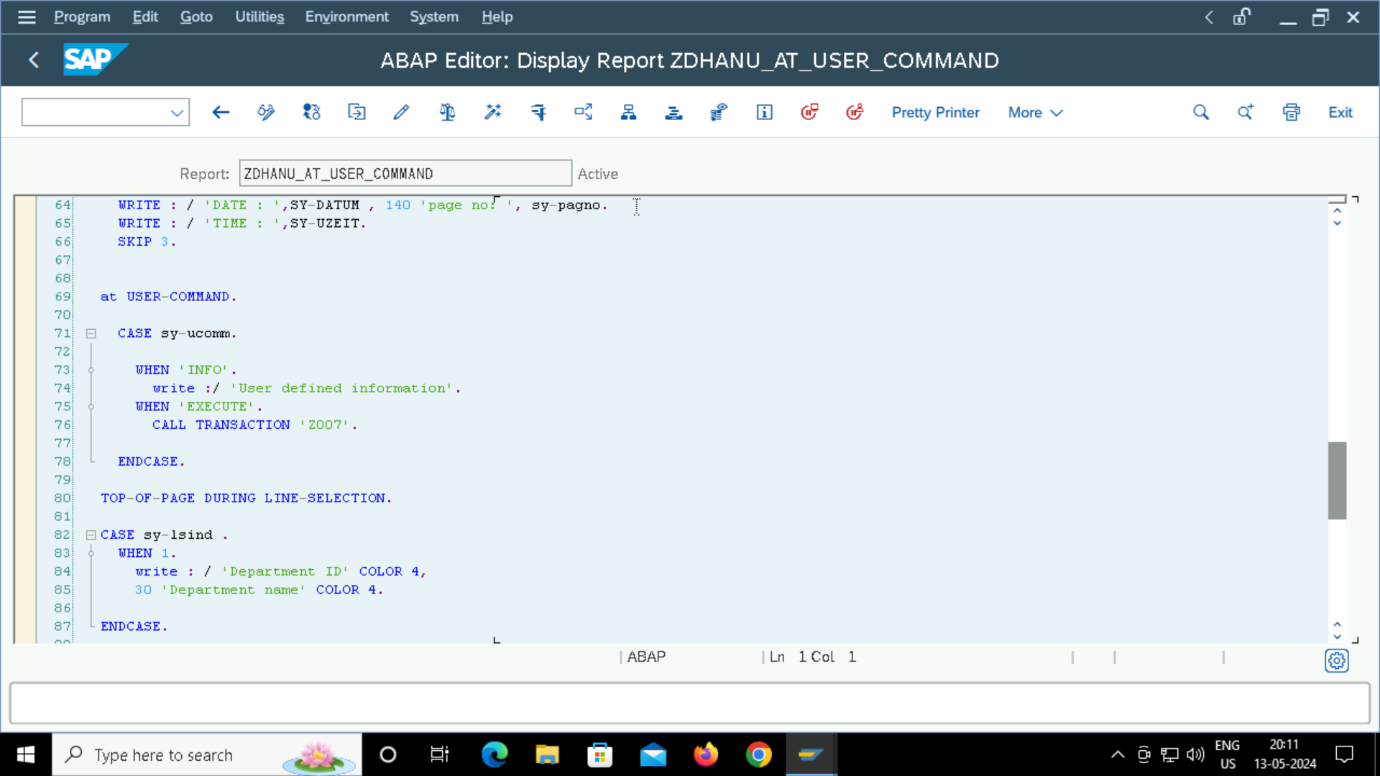 Program Edit Goto Utilities Environment System Help
SAP ABAP Editor: Display Report ZDHANU_AT_USER_COMMAND
Pretty Printer More Exit
Report: ZDHANU_AT_USER_COMMAND Active
64 WRITE : / 'DATE : ',SY-DATUM , 140 'page no: ', sy-pagno.
65 WRITE : / 'TIME : ',SY-UZEIT.
66 SKIP 3.
67
68
69 at USER-COMMAND.
70
71 CASE sy-ucomm.
72
73 WHEN 'INFO'.
74 write :/ 'User defined information'.
75 WHEN 'EXECUTE'.
76 CALL TRANSACTION 'Z007'.
77
78 ENDCASE.
79
80 TOP-OF-PAGE DURING LINE-SELECTION.
81
82 CASE sy-lsind .
83 WHEN 1.
84 write : / 'Department ID' COLOR 4,
85 30 'Department name' COLOR 4.
86
87 ENDCASE.
ABAP Ln 1 Col 1
Type here to search
ENG
US
20:11
13-05-2024